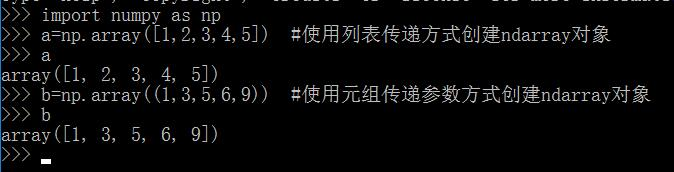 >>> import numpy as np
>>> a=np.array([1,2,3,4,5])  #使用列表传递方式创建ndarray对象
>>> a
array([1, 2, 3, 4, 5])
>>> b=np.array((1,3,5,6,9))  #使用元组传递参数方式创建ndarray对象
>>> b
array([1, 3, 5, 6, 9])
>>>